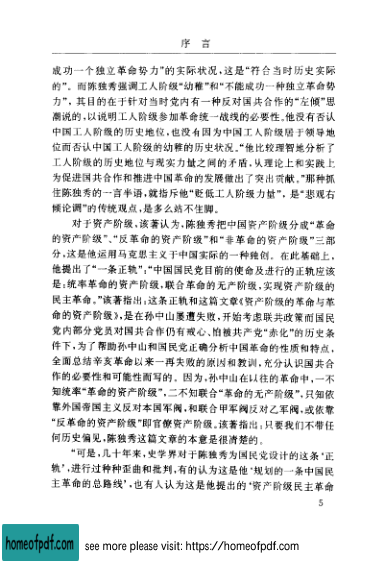 序 言
成功一个独立革命势力”的实际状况，这是“符合当时历史实际
的”。而陈独秀强调工人阶级“幼稚”和“不能成功一种独立革命势
力”，其目的在于针对当时党内有一种反对国共合作的“左倾”思
潮说的，以说明工人阶级参加革命统一战线的必要性。他没有否认
中国工人阶级的历史地位，也没有因为中国工人阶级居于领导地
位而否认中国工人阶级的幼稚的历史状况。“他比较理智地分析了
工人阶级的历史地位与现实力量之间的矛盾，从理论上和实践上
为促进国共合作和推进中国革命的发展做出了突出贡献。”那种抓
住陈独秀的一言半语，就指斥他“贬低工人阶级力量”，是“悲观右
倾论调”的传统观点，是多么站不住脚。
对于资产阶级，该著认为，陈独秀把中国资产阶级分成“革命
的资产阶级”、“反革命的资产阶级”和“非革命的资产阶级”三部
分，这是他运用马克思主义于中国实际的一种独创。在此基础上，
他提出了“一条正轨”：“中国国民党目前的使命及进行的正轨应该
是：统率革命的资产阶级，联合革命的无产阶级，实现资产阶级的
民主革命。”该著指出：这条正轨和这篇文章《资产阶级的革命与革
命的资产阶级》，是在孙中山屡遭失败，开始考虑联共政策而国民
党内部分党员对国共合作仍有戒心、怕被共产党“赤化”的历史条
件下，为了帮助孙中山和国民党正确分析中国革命的性质和特点，
全面总结辛亥革命以来一再失败的原因和教训，充分认识国共合
作的必要性和可能性而写的。因为，孙中山在以往的革命中，一不
知统率“革命的资产阶级”，二不知联合“革命的无产阶级”，只知依
靠外帝国主义反对本国军阀，和联合甲军阀反对乙军阀，或依靠
“反革命的资产阶级”即官僚资产阶级。该著指出：只要我们不带任
何历史偏见，陈独秀这篇文章的本意是很清楚的。
“可是，几十年来，史学界对于陈独秀为国民党设计的这条‘正
轨’，进行过种种歪曲和批判，有的认为这是他‘规划的一条中国民
主革命的总路线’，也有人认为这是他提出的‘资产阶级民主革命
5
homeofpdf.com
see more please visit: https://homeofpdf.com